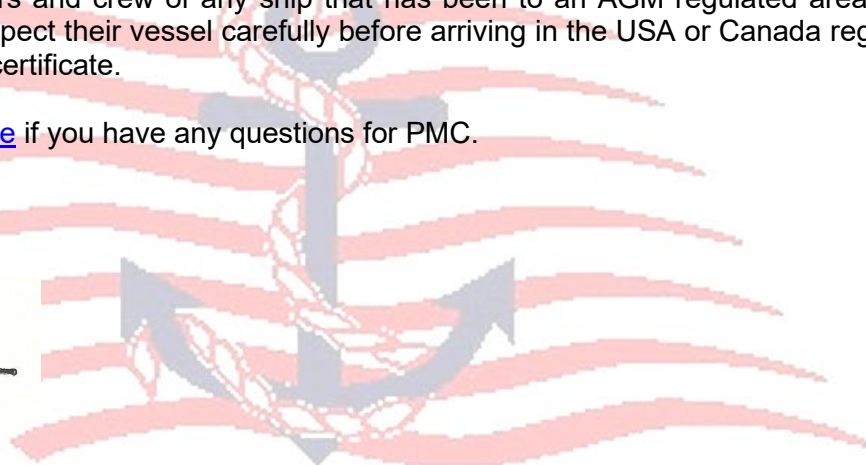 rs and crew of any ship that has been to an AGM regulated area
pect their vessel carefully before arriving in the USA or Canada reg
certificate.
e if you have any questions for PMC.